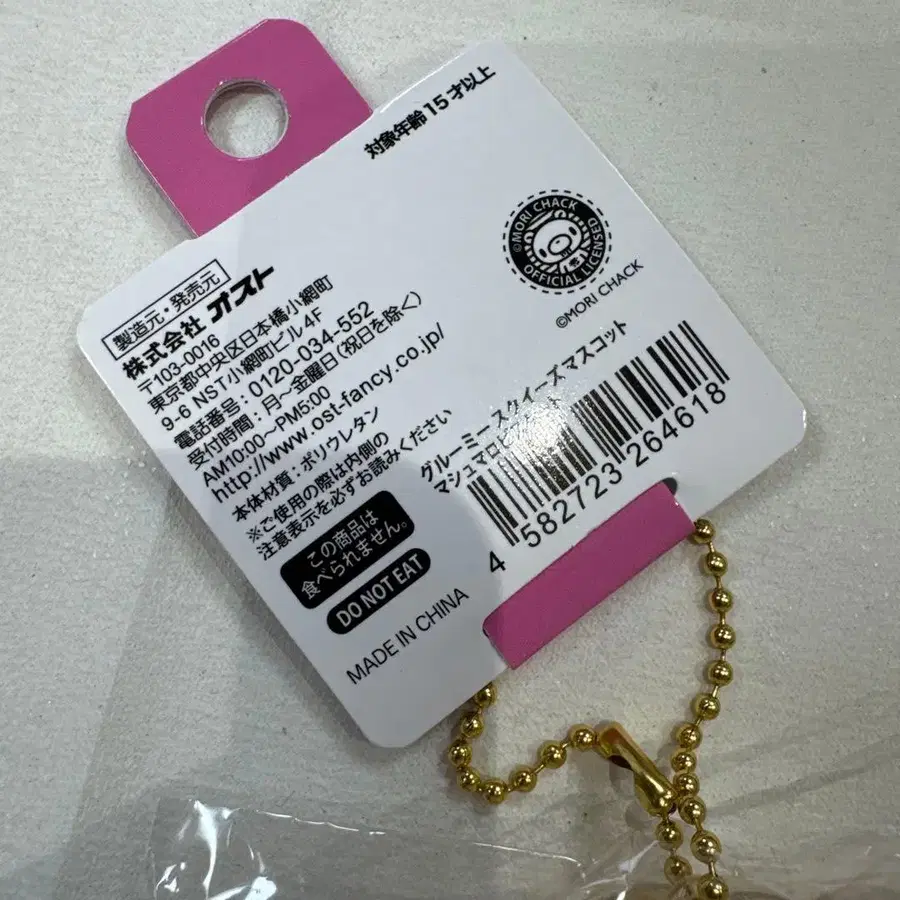 対象年齢15才以上
©MORI CHACK
OFFICIAL LICENSED
©MORI CHACK
製造元・発売元
株式会社 オスト
〒103-0016
東京都中央区日本橋小網町
9-6 NST小網町ビル4F
電話番号:0120-034-552
受付時間:月~金曜日(祝日を除く)
AM10:00~PM5:00
http://www.ost-fancy.co.jp/
本体材質:ポリウレタン
※ご使用の際は内側の
注意表示を必ずお読みください
この商品は
食べられません。
DO NOT EAT
MADE IN CHINA
グルーミー スクイーズマスコット
マシュマロ
4 582723 264618